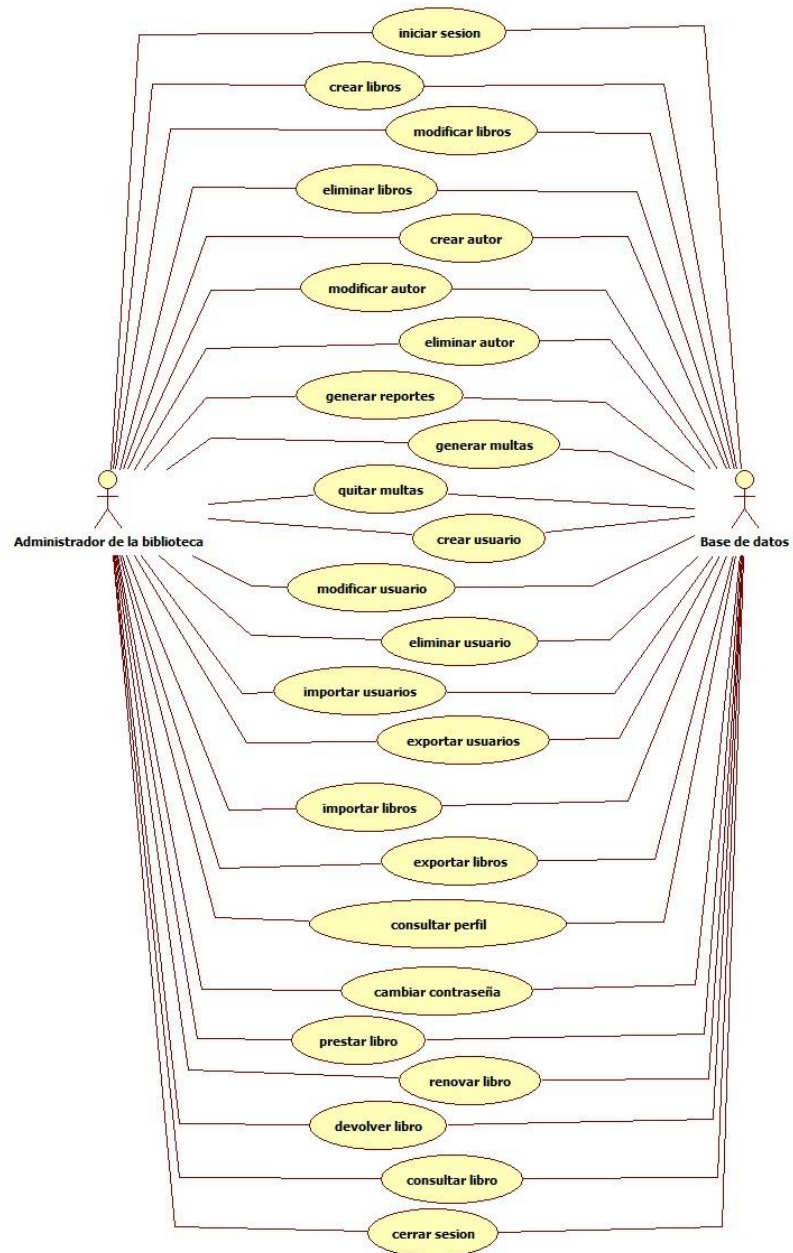 iniciar sesion
crear libros
modificar libros
eliminar libros
crear autor
modificar autor
eliminar autor
generar reportes
generar multas
quitar multas
crear usuario
Administrador de la biblioteca
Base de datos
modificar usuario
eliminar usuario
importar usuarios
exportar usuarios
importar libros
exportar libros
consultar perfil
cambiar contraseña
prestar libro
renovar libro
devolver libro
consultar libro
cerrar sesion